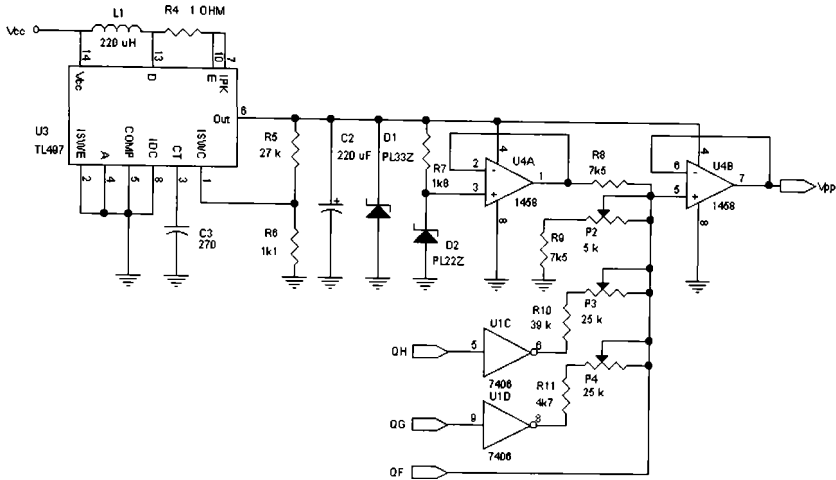 L1
R4 1 OHM
Vcc
220 uH
14
13
10
7
Vcc
D
E
IPK
U3
TL497
Out
6
ISWE
A
COMP
IDC
CT
ISWC
2
4
5
8
3
1
C3
270
R5
27 k
R6
1k1
C2
220 uF
D1
PL33Z
R7
1k8
D2
PL22Z
2
-
3
+
4
U4A
1
1458
8
R8
7k5
R9
7k5
P2
5 k
6
-
5
+
4
U4B
7
1458
8
Vpp
R10
39 k
P3
25 k
U1C
QH
5
6
7406
R11
4k7
P4
25 k
U1D
QG
9
8
7406
QF